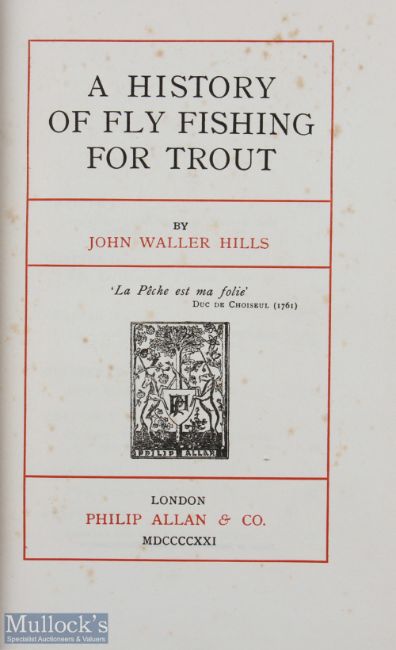 A HISTORY
OF FLY FISHING
FOR TROUT
BY
JOHN WALLER HILLS
'La Pêche est ma folie'
DUC DE CHOISEUL (1761)
PHILIP ALLAN
LONDON
PHILIP ALLAN & CO.
MDCCCCXXI
Mullock's
Specialist Auctioneers & Valuers